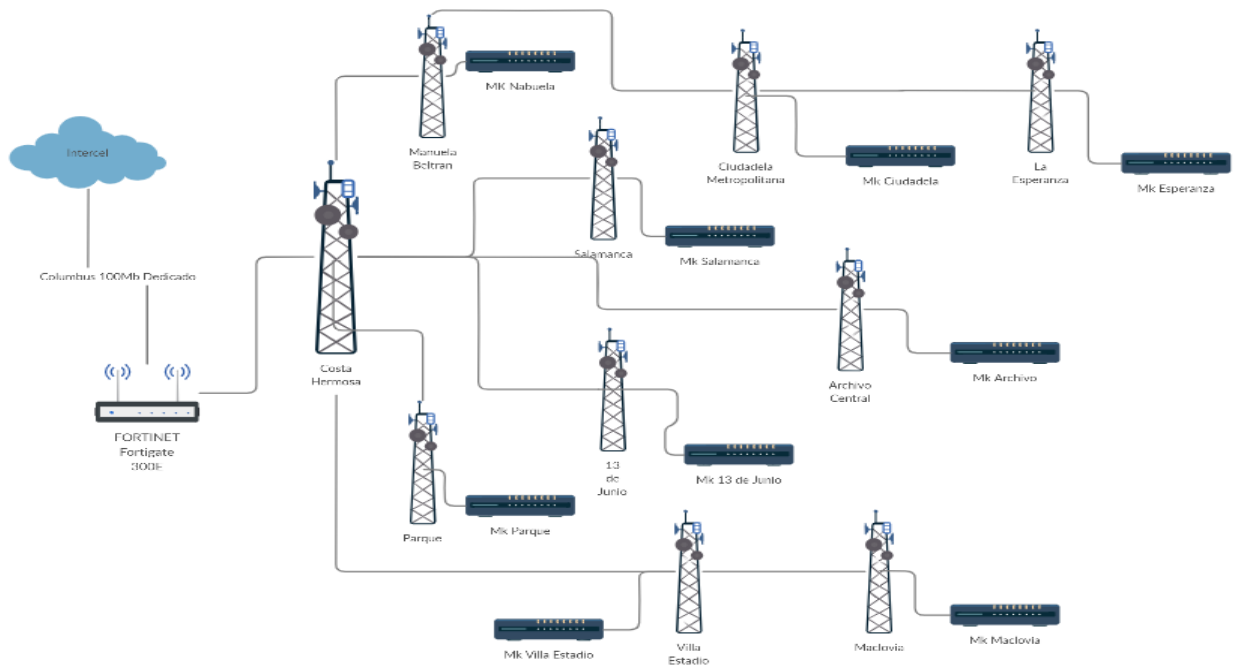 MK Nabuela
Manuela
Beltran
Intercel
Ciudadela
Metropolitana
Mk Ciudadela
La
Esperanza
Mk Esperanza
Salamanca
Mk Salamanca
Columbus 100Mb Dedicado
Costa
Hermosa
Archivo
Central
Mk Archivo
FORTINET
Fortigate
300E
13
de
Junio
Mk 13 de Junio
Parque
Mk Parque
Mk Villa Estadio
Villa
Estadio
Maclovia
Mk Maclovia